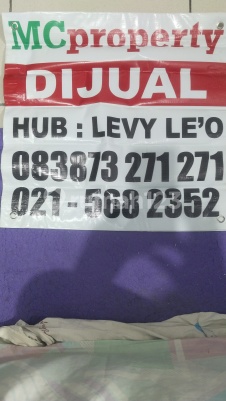 MCproperty
DIJUAL
HUB : LEVY LE'O
083873 271 271
021 - 568 2352